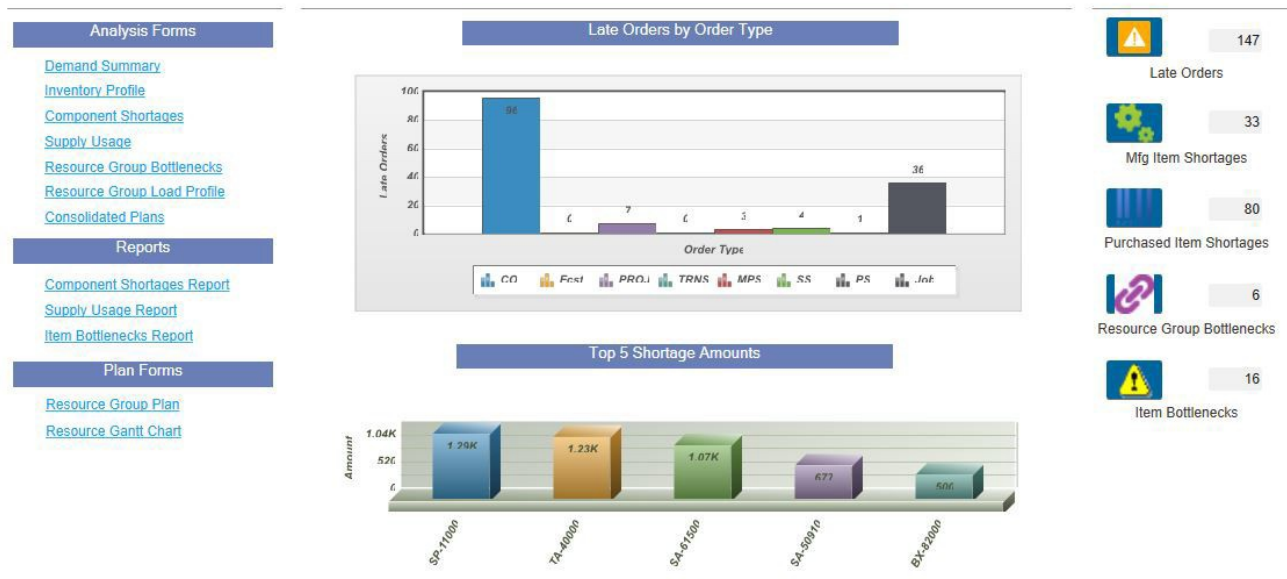 Analysis Forms
Demand Summary
Inventory Profile
Component Shortages
Supply Usage
Resource Group Bottlenecks
Resource Group Load Profile
Consolidated Plans
Reports
Component Shortages Report
Supply Usage Report
Item Bottlenecks Report
Plan Forms
Resource Group Plan
Resource Gantt Chart
Late Orders by Order Type
Late Orders
100
80
60
40
20
0
0
7
0
3
4
1
36
Order Type
CO Fcst PROJ TRNS MPS SS PS Job
Top 5 Shortage Amounts
Amount
1.04K
520
0
1.29K
1.23K
1.07K
677
500
SP-11000
TA-40000
SA-61500
SA-50910
BX-82000
147
Late Orders
33
Mfg Item Shortages
80
Purchased Item Shortages
6
Resource Group Bottlenecks
16
Item Bottlenecks